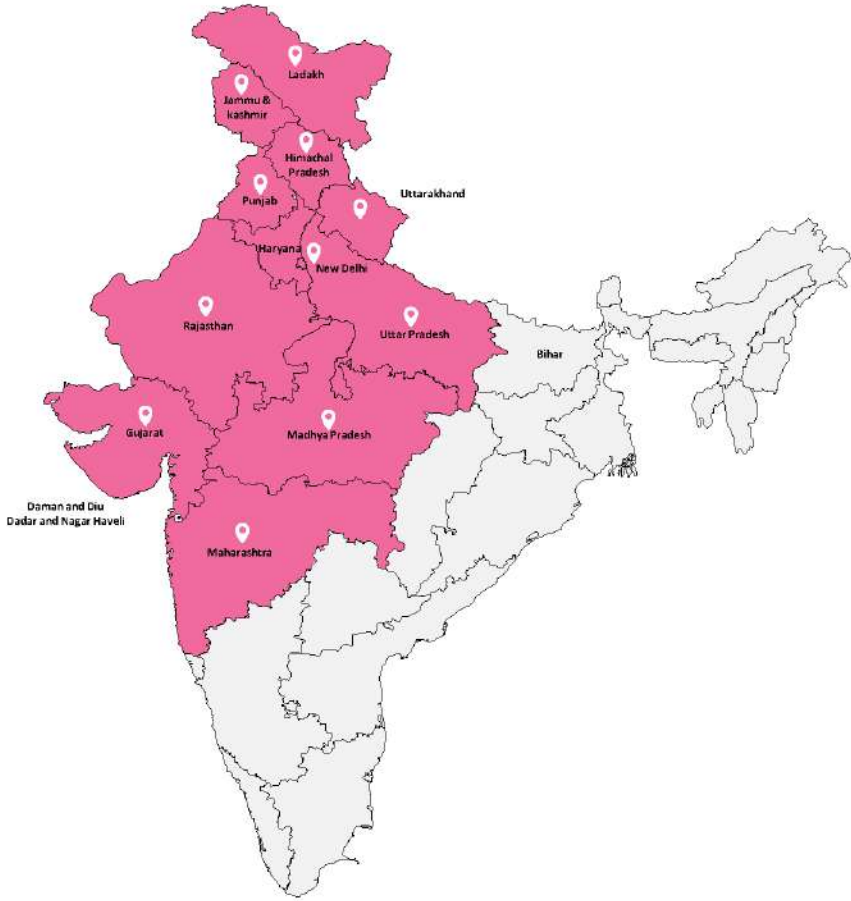 Ladakh
Jammu &
kashmir
Himachal
Pradesh
Punjab
Uttarakhand
Haryana
New Delhi
Rajasthan
Uttar Pradesh
Bihar
Gujarat
Madhya Pradesh
Daman and Diu
Dadar and Nagar Haveli
Maharashtra